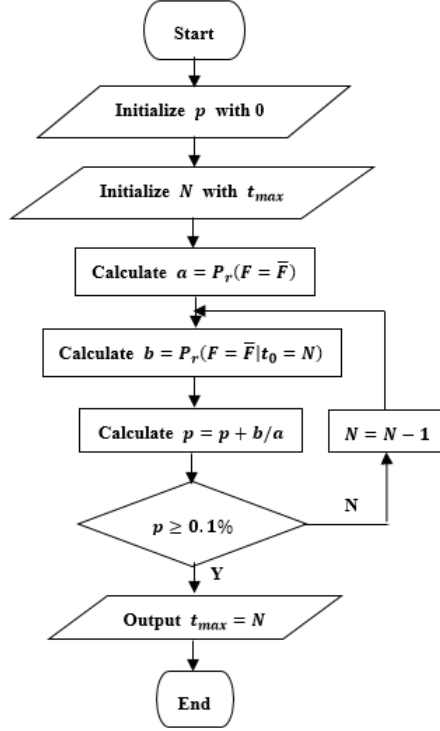 Start
Initialize p with 0
Initialize N with t_max
Calculate a = P_r(F = F̅)
Calculate b = P_r(F = F̅|t_0 = N)
Calculate p = p + b/a
N = N − 1
p ≥ 0.1%
N
Y
Output t_max = N
End